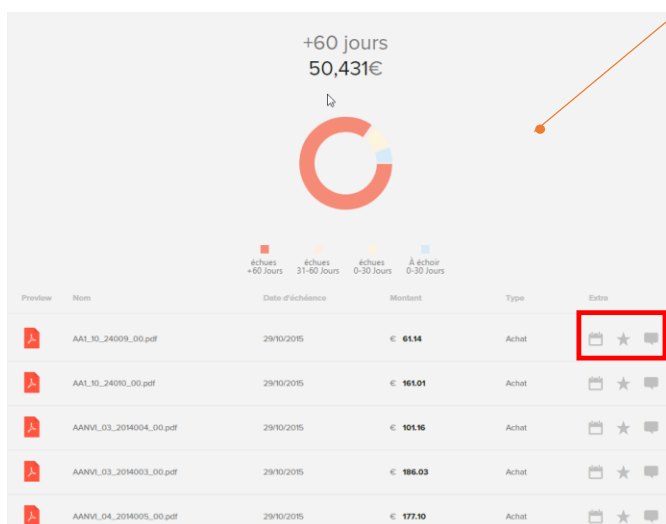 +60 jours
50,431€
échues échues échues À échoir
+60 Jours 31-60 Jours 0-30 Jours 0-30 Jours
Preview Nom Date d'échéance Montant Type Extra
AA1_10_24009_00.pdf 29/10/2015 € 61.14 Achat
AA1_10_24010_00.pdf 29/10/2015 € 161.01 Achat
AANVI_03_2014004_00.pdf 29/10/2015 € 101.16 Achat
AANVI_03_2014003_00.pdf 29/10/2015 € 186.03 Achat
AANVI_04_2014005_00.pdf 29/10/2015 € 177.10 Achat